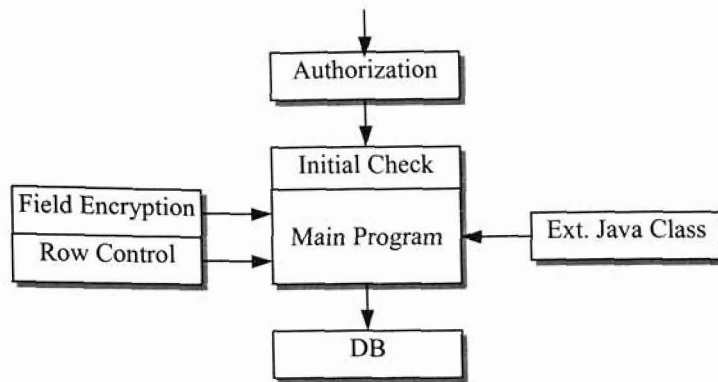 Authorization
Initial Check
Field Encryption
Main Program
Ext. Java Class
Row Control
DB